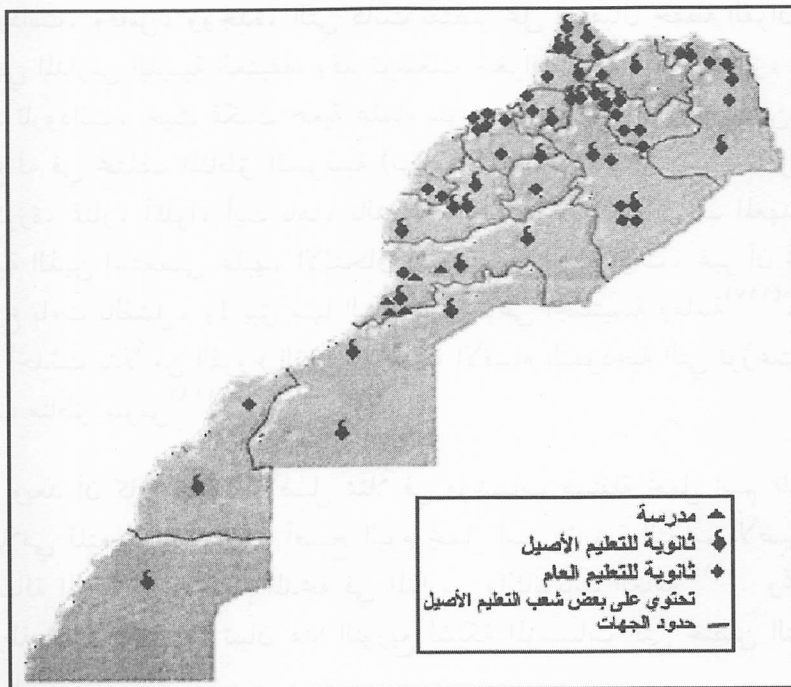 مدرسة
ثانوية للتعليم الأصيل
ثانوية للتعليم العام
تحتوي على بعض شعب التعليم الأصيل
حدود الجهات